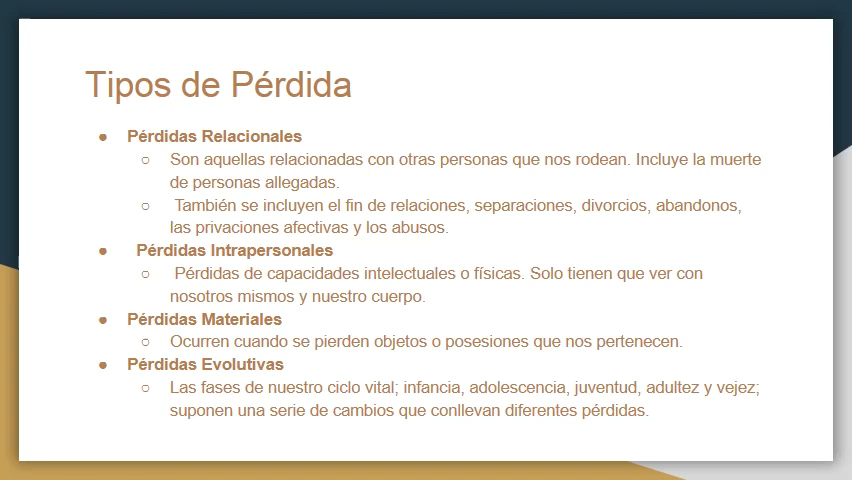 Tipos de Pérdida
● Pérdidas Relacionales
○ Son aquellas relacionadas con otras personas que nos rodean. Incluye la muerte
de personas allegadas.
○ También se incluyen el fin de relaciones, separaciones, divorcios, abandonos,
las privaciones afectivas y los abusos.
● Pérdidas Intrapersonales
○ Pérdidas de capacidades intelectuales o físicas. Solo tienen que ver con
nosotros mismos y nuestro cuerpo.
● Pérdidas Materiales
○ Ocurren cuando se pierden objetos o posesiones que nos pertenecen.
● Pérdidas Evolutivas
○ Las fases de nuestro ciclo vital; infancia, adolescencia, juventud, adultez y vejez;
suponen una serie de cambios que conllevan diferentes pérdidas.